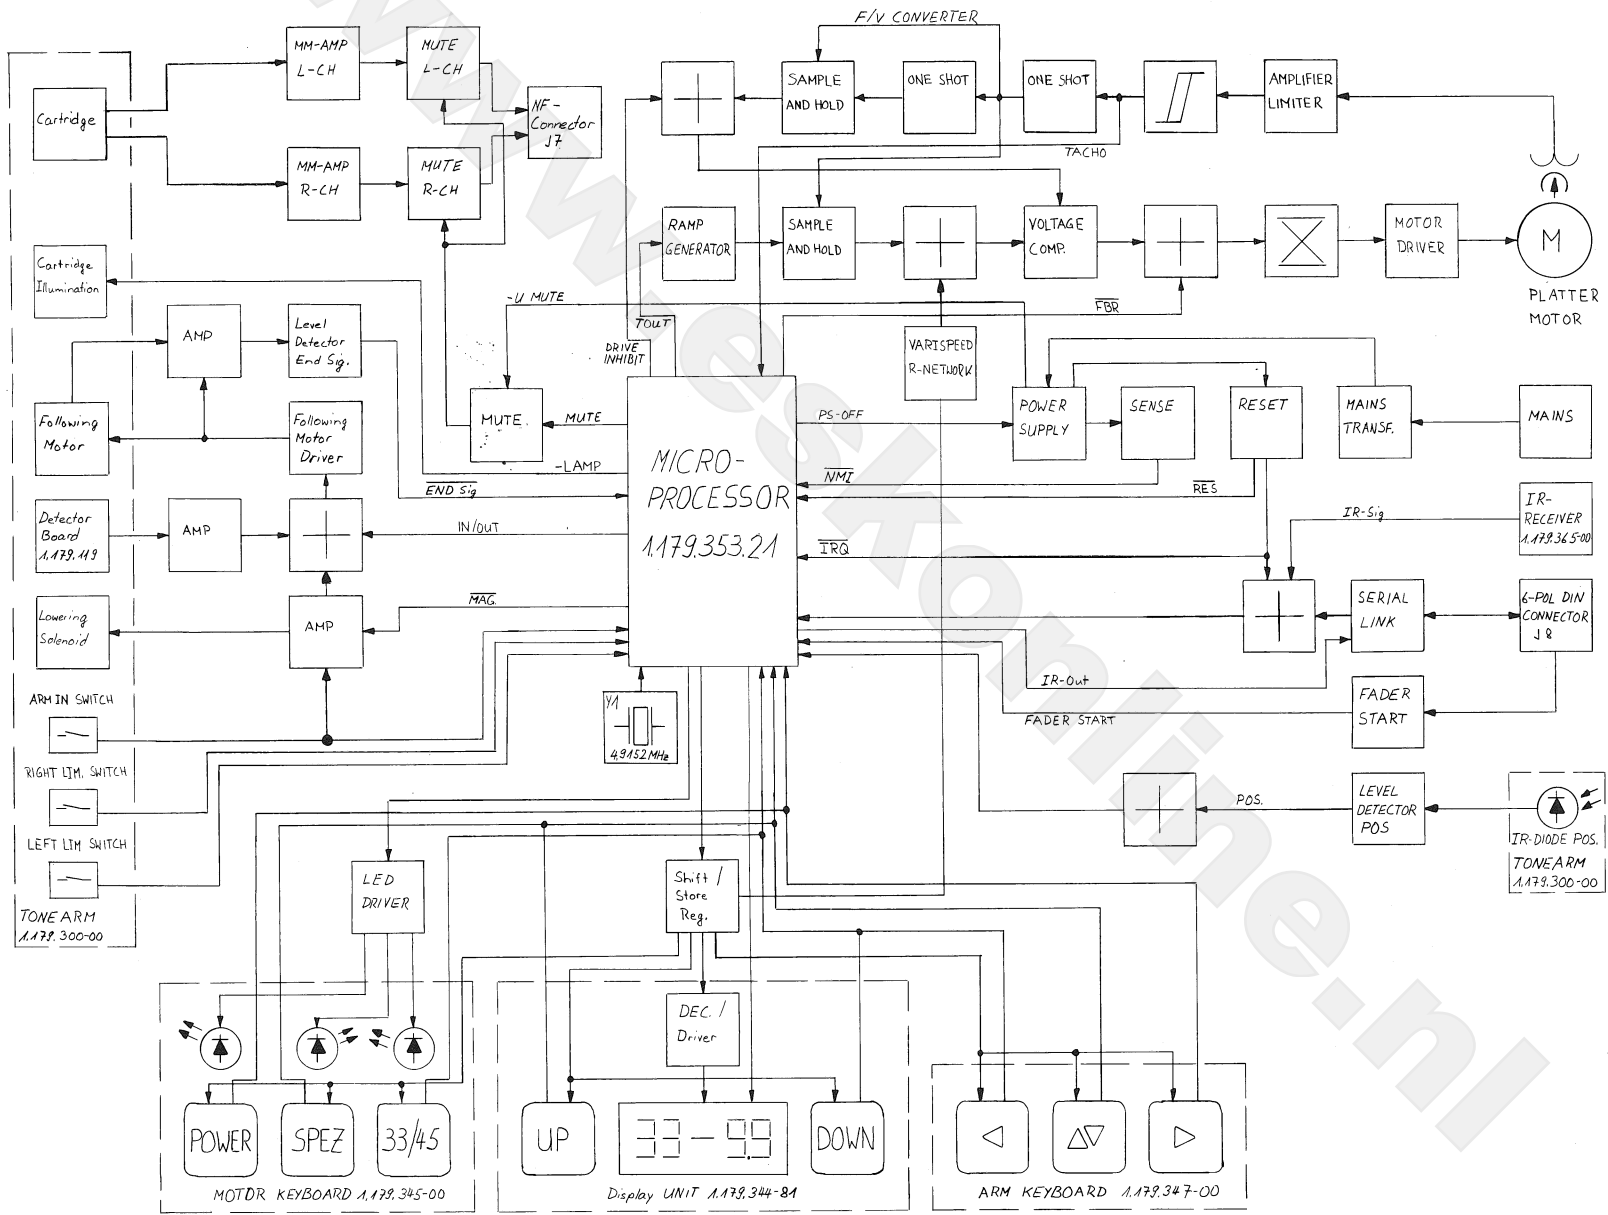 www.eskonline.nl
F/V CONVERTER
Cartridge
MM-AMP
L-CH
MUTE
L-CH
NF-
Connector
J7
MM-AMP
R-CH
MUTE
R-CH
SAMPLE
AND HOLD
ONE SHOT
ONE SHOT
AMPLIFIER
LIMITER
TACHO
RAMP
GENERATOR
SAMPLE
AND HOLD
VOLTAGE
COMP.
MOTOR
DRIVER
M
PLATTER
MOTOR
Cartridge
Illumination
-U MUTE
TOUT
DRIVE
INHIBIT
FBR
VARISPEED
R-NETWORK
AMP
Level
Detector
End Sig.
Following
Motor
Following
Motor
Driver
MUTE.
MUTE
-LAMP
END Sig
MICRO-
PROCESSOR
1.179.353.21
PS-OFF
POWER
SUPPLY
SENSE
RESET
MAINS
TRANSF.
MAINS
NMI
RES
Detector
Board
1.179.119
AMP
IN/OUT
IRQ
IR-Sig
IR-
RECEIVER
1.179.365-00
Lowering
Solenoid
AMP
MAG.
SERIAL
LINK
6-POL DIN
CONNECTOR
J8
IR-Out
FADER START
FADER
START
ARM IN SWITCH
RIGHT LIM. SWITCH
LEFT LIM SWITCH
TONEARM
1.179.300-00
Y1
4,9152MHz
POS.
LEVEL
DETECTOR
POS
IR-DIODE POS.
TONEARM
1.179.300-00
LED
DRIVER
Shift /
Store
Reg.
DEC. /
Driver
POWER
SPEZ
33/45
MOTOR KEYBOARD 1.179.345-00
UP
33-9.9
DOWN
Display UNIT 1.179.344-81
◁
△▽
▷
ARM KEYBOARD 1.179.347-00